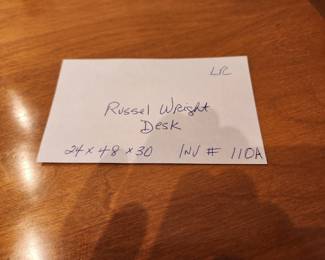 LR
Russel Wright
Desk
24 x 48 x 30 Inv # 110A